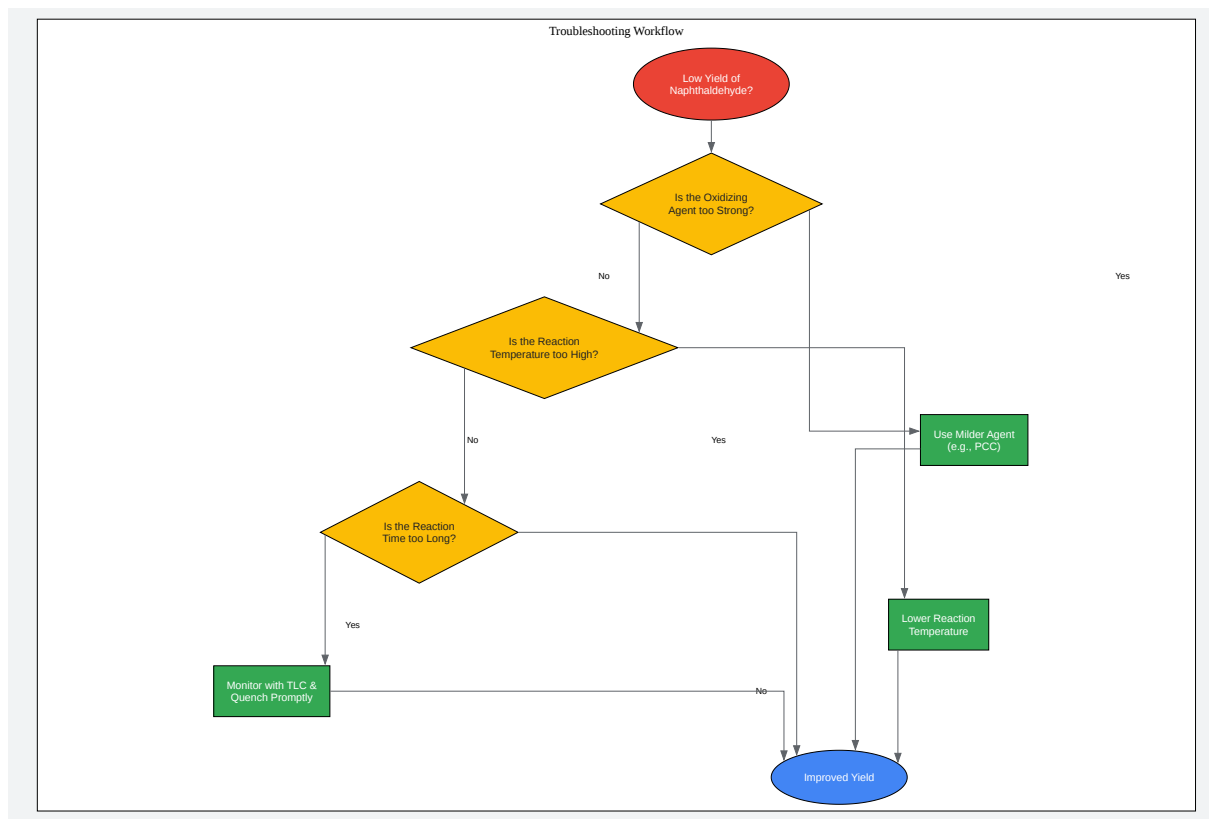 Troubleshooting Workflow
Low Yield of
Naphthaldehyde?
Is the Oxidizing
Agent too Strong?
No
Yes
Is the Reaction
Temperature too High?
No
Yes
Use Milder Agent
(e.g., PCC)
Is the Reaction
Time too Long?
Yes
Lower Reaction
Temperature
Monitor with TLC &
Quench Promptly
No
Improved Yield